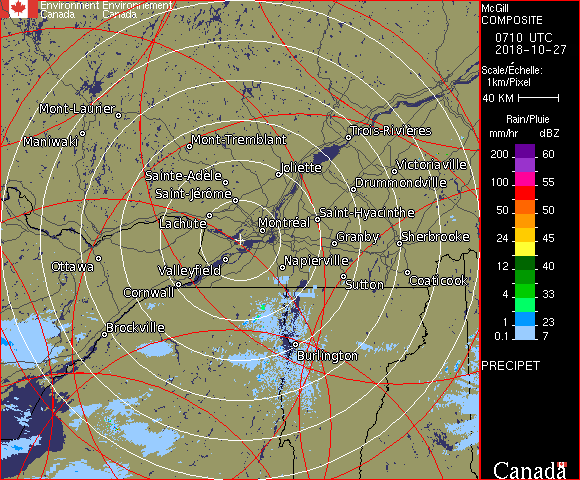 Environment Environnement
Canada Canada
McGill
COMPOSITE
0710 UTC
2018-10-27
Scale/Échelle:
1km/Pixel
40 KM
Rain/Pluie
mm/hr dBZ
200 60
150 57
100 55
50 50
24 45
12 40
4 33
1 23
0.1 7
PRECIPET
Canada
Mont-Laurier
Maniwaki
Mont-Tremblant
Trois-Rivières
Joliette
Victoriaville
Sainte-Adèle
Drummondville
Saint-Jérôme
Saint-Hyacinthe
Lachute
Montréal
Granby
Sherbrooke
Ottawa
Valleyfield
Napierville
Sutton
Coaticook
Cornwall
Brockville
Burlington